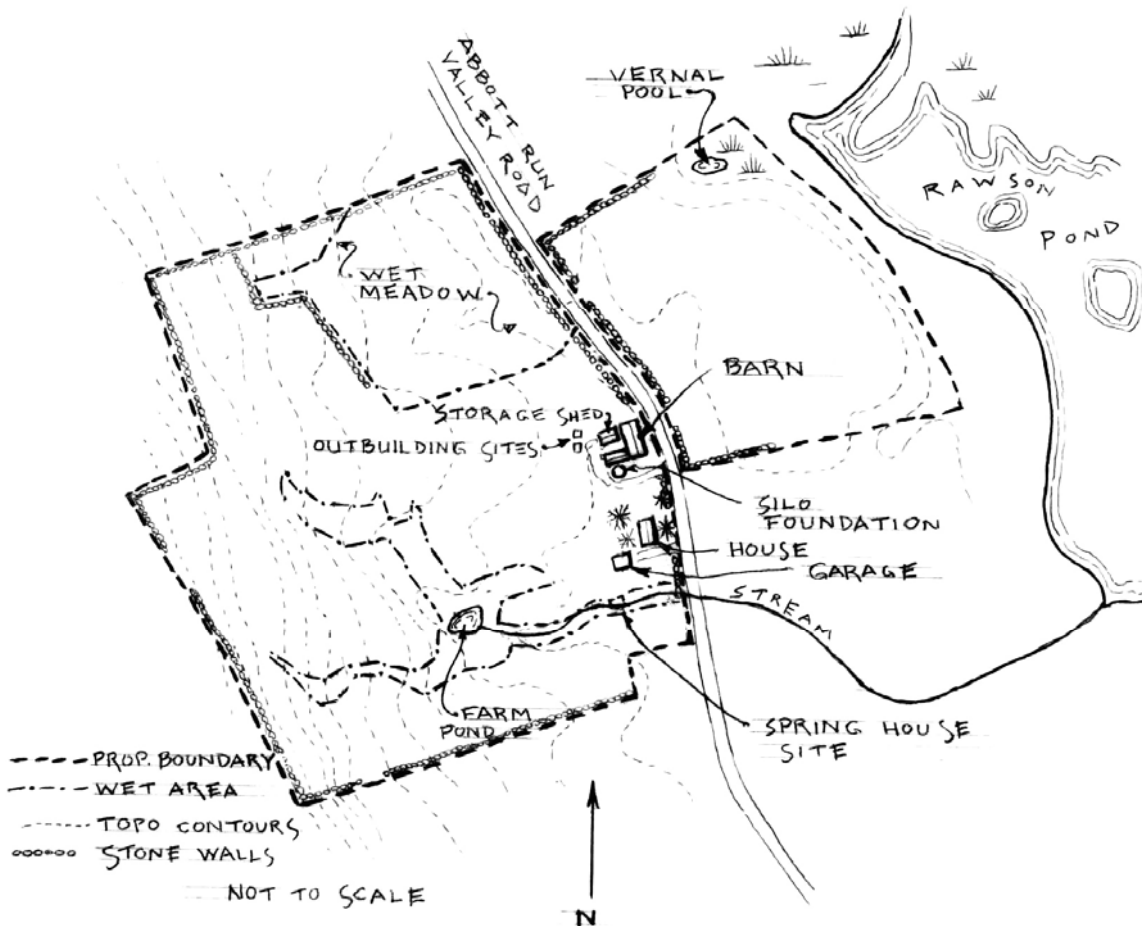 ABBOTT RUN
VALLEY ROAD
VERNAL
POOL
RAWSON
POND
WET
MEADOW
BARN
STORAGE SHED
OUTBUILDING SITES
SILO
FOUNDATION
HOUSE
GARAGE
STREAM
FARM
POND
SPRING HOUSE
SITE
PROP. BOUNDARY
WET AREA
TOPO CONTOURS
STONE WALLS
NOT TO SCALE
N